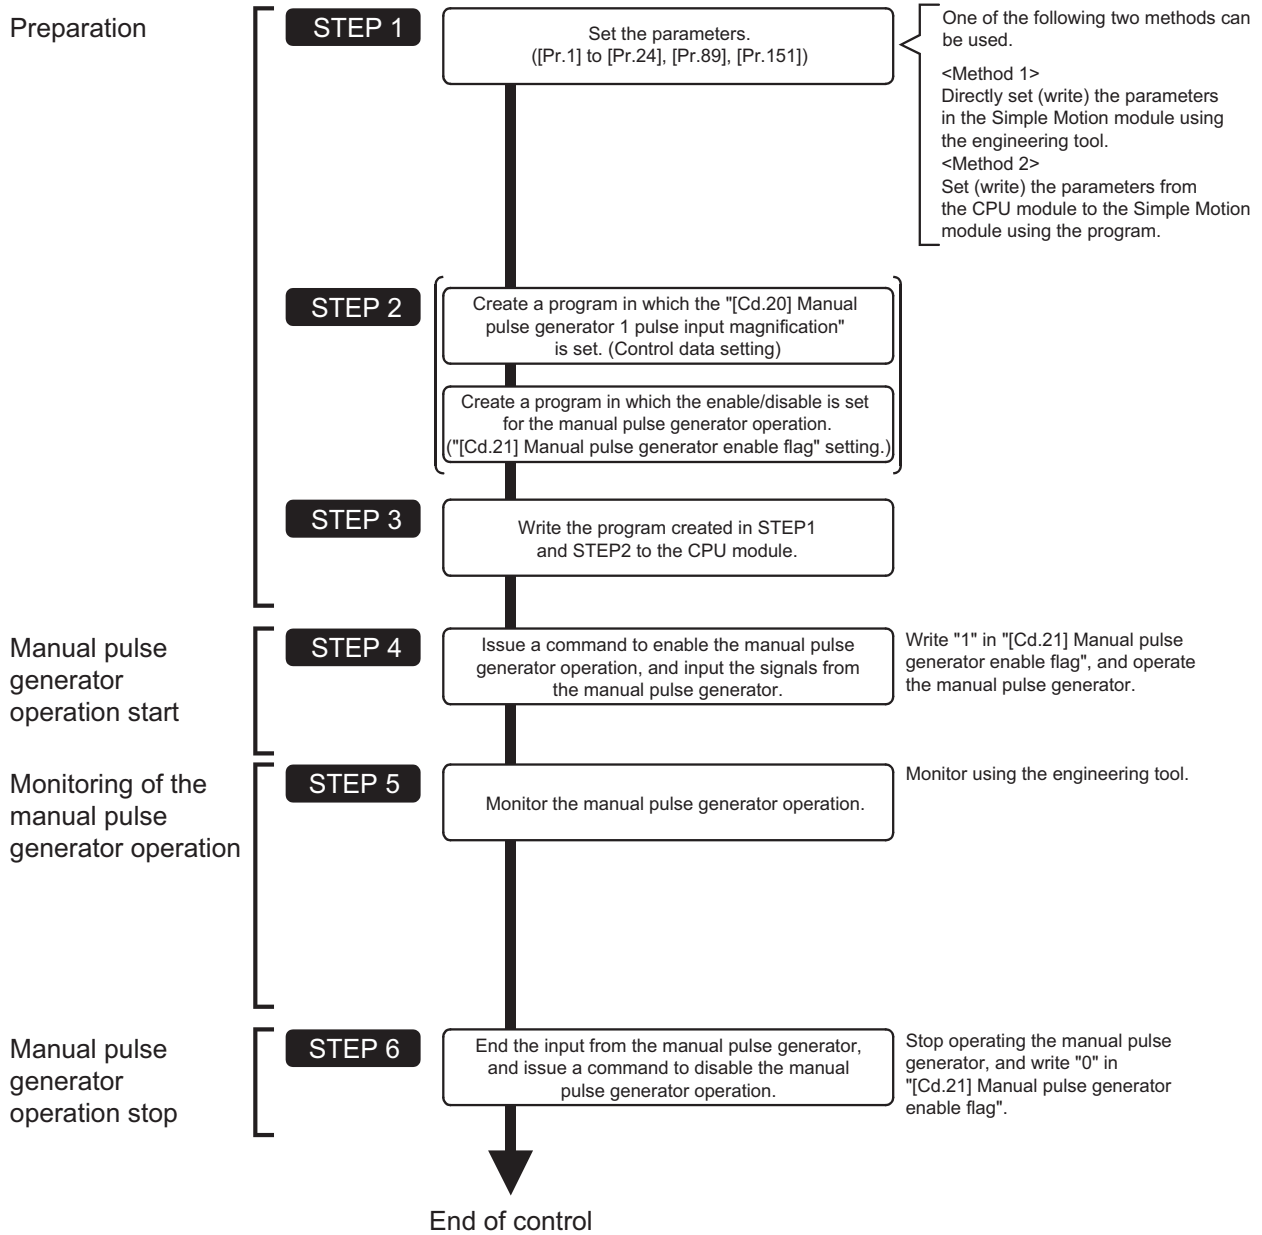 Preparation
STEP 1
Set the parameters.
([Pr.1] to [Pr.24], [Pr.89], [Pr.151])
One of the following two methods can
be used.
<Method 1>
Directly set (write) the parameters
in the Simple Motion module using
the engineering tool.
<Method 2>
Set (write) the parameters from
the CPU module to the Simple Motion
module using the program.
STEP 2
Create a program in which the "[Cd.20] Manual
pulse generator 1 pulse input magnification"
is set. (Control data setting)
Create a program in which the enable/disable is set
for the manual pulse generator operation.
("[Cd.21] Manual pulse generator enable flag" setting.)
STEP 3
Write the program created in STEP1
and STEP2 to the CPU module.
Manual pulse
generator
operation start
STEP 4
Issue a command to enable the manual pulse
generator operation, and input the signals from
the manual pulse generator.
Write "1" in "[Cd.21] Manual pulse
generator enable flag", and operate
the manual pulse generator.
Monitoring of the
manual pulse
generator operation
STEP 5
Monitor the manual pulse generator operation.
Monitor using the engineering tool.
Manual pulse
generator
operation stop
STEP 6
End the input from the manual pulse generator,
and issue a command to disable the manual
pulse generator operation.
Stop operating the manual pulse
generator, and write "0" in
"[Cd.21] Manual pulse generator
enable flag".
End of control